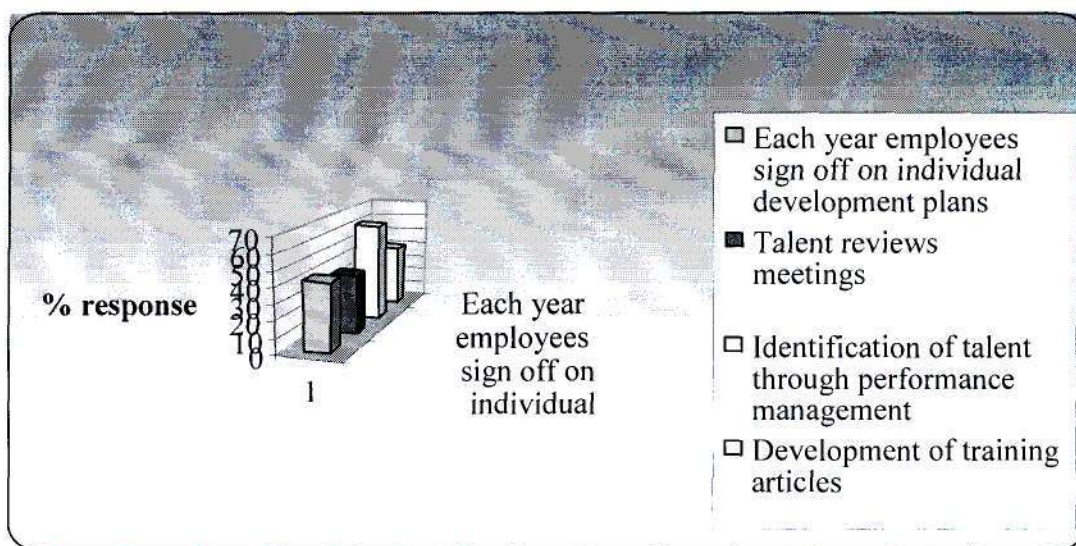 70
60
50
40
30
20
10
0
% response
1
Each year
employees
sign off on
individual
Each year employees
sign off on individual
development plans
Talent reviews
meetings
Identification of talent
through performance
management
Development of training
articles